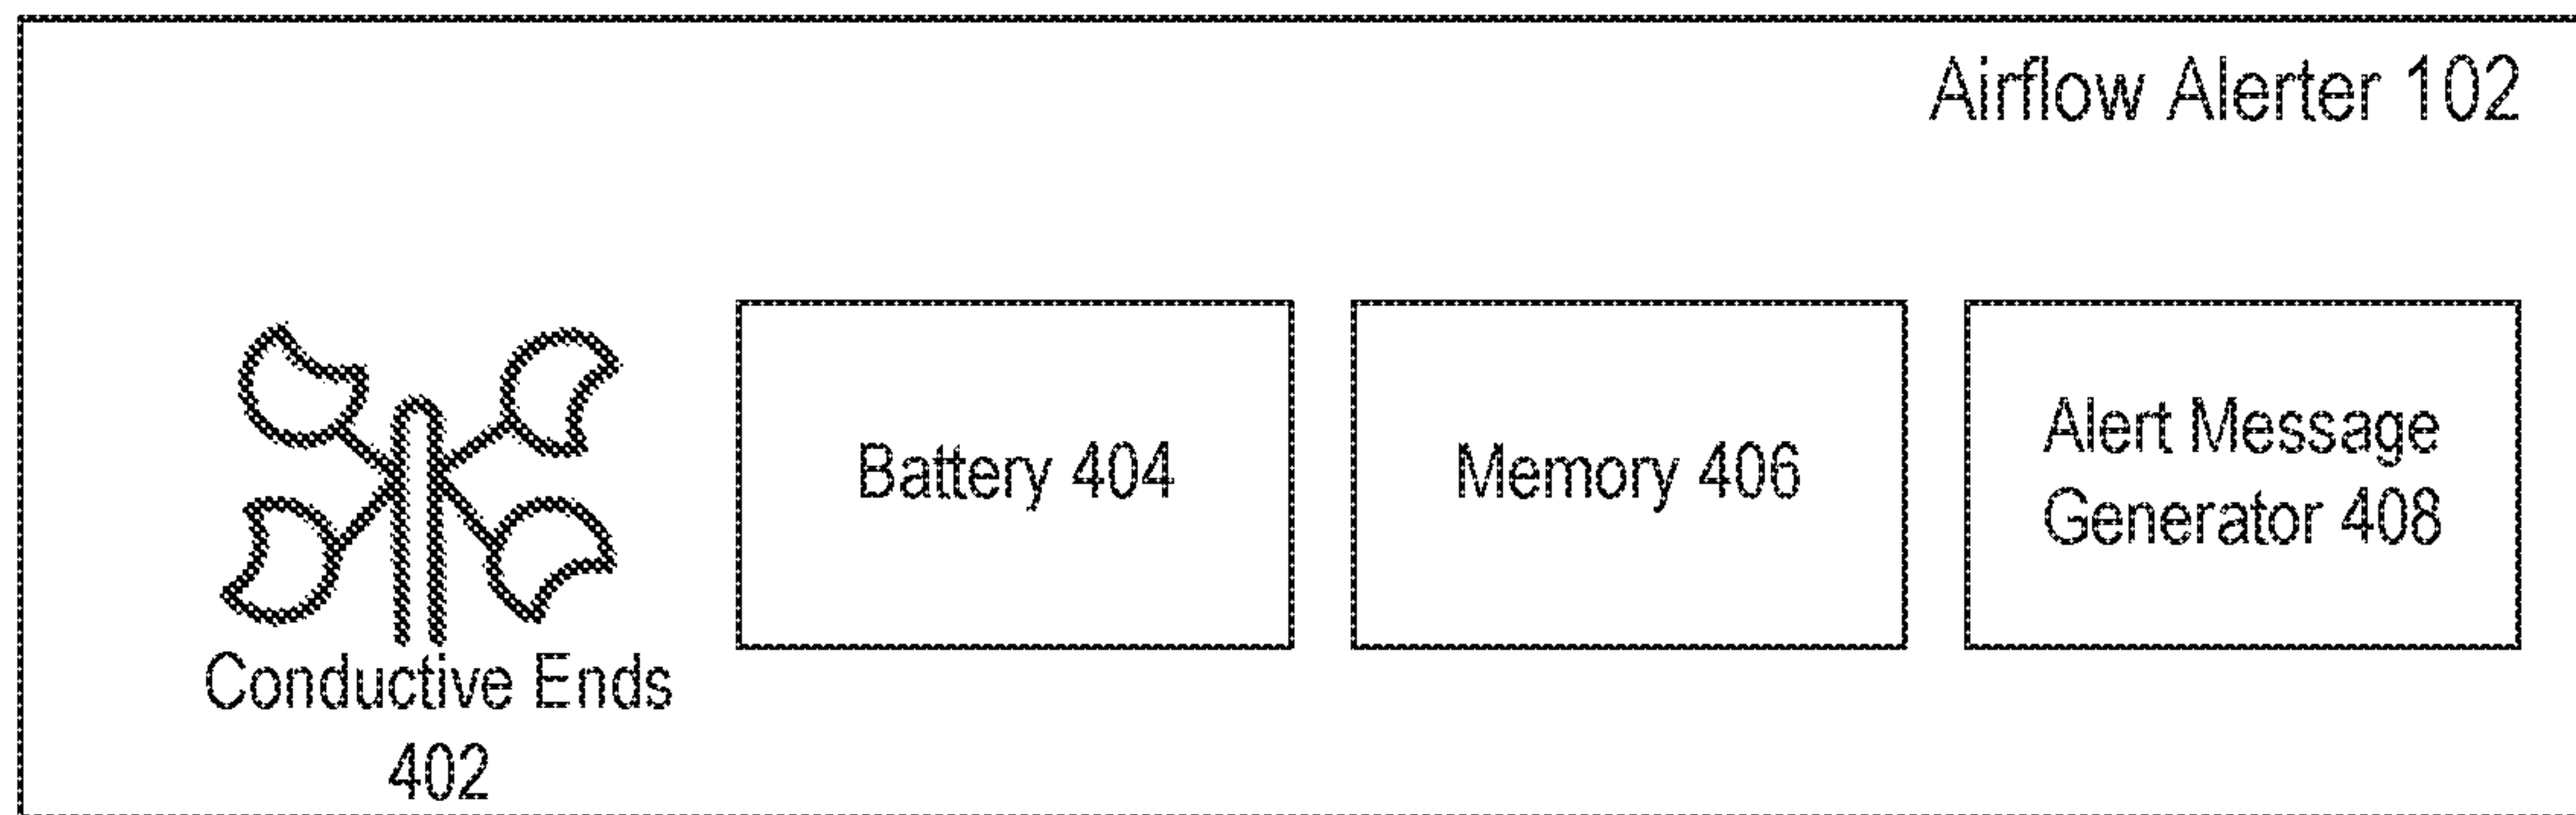 Airflow Alerter 102
Battery 404
Memory 406
Alert Message
Generator 408
Conductive Ends
402